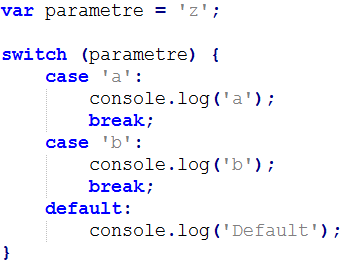 var parametre = 'z';
switch (parametre) {
    case 'a':
        console.log('a');
        break;
    case 'b':
        console.log('b');
        break;
    default:
        console.log('Default');
}